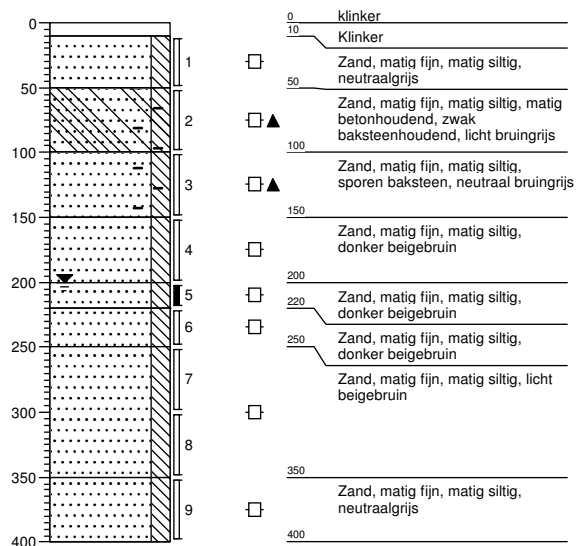 0
50
100
150
200
250
300
350
400
1
2
3
4
5
6
7
8
9
0 klinker
10 Klinker
Zand, matig fijn, matig siltig,
neutraalgrijs
50
Zand, matig fijn, matig siltig, matig
betonhoudend, zwak
baksteenhoudend, licht bruingrijs
100
Zand, matig fijn, matig siltig,
sporen baksteen, neutraal bruingrijs
150
Zand, matig fijn, matig siltig,
donker beigebruin
200
Zand, matig fijn, matig siltig,
donker beigebruin
220
Zand, matig fijn, matig siltig,
donker beigebruin
250
Zand, matig fijn, matig siltig, licht
beigebruin
350
Zand, matig fijn, matig siltig,
neutraalgrijs
400